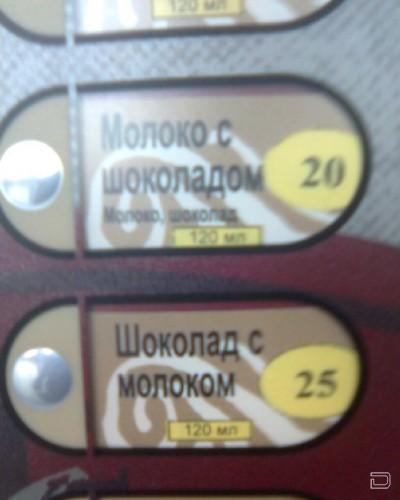 120 мл
Молоко с
шоколадом
20
Молоко, шоколад
120 мл
Шоколад с
молоком
25
120 мл